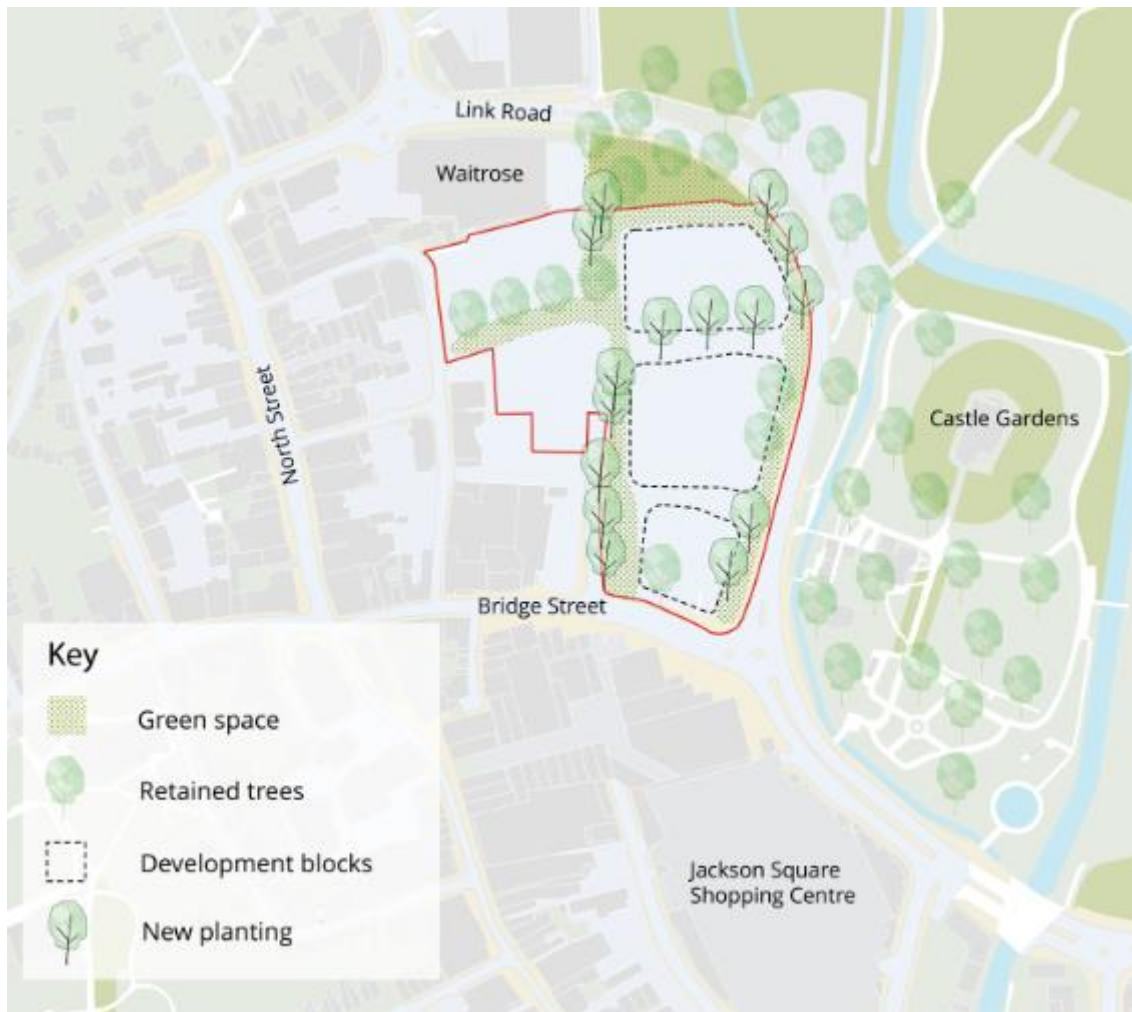 Link Road
Waitrose
Castle Gardens
North Street
Bridge Street
Key
Green space
Retained trees
Development blocks
New planting
Jackson Square
Shopping Centre